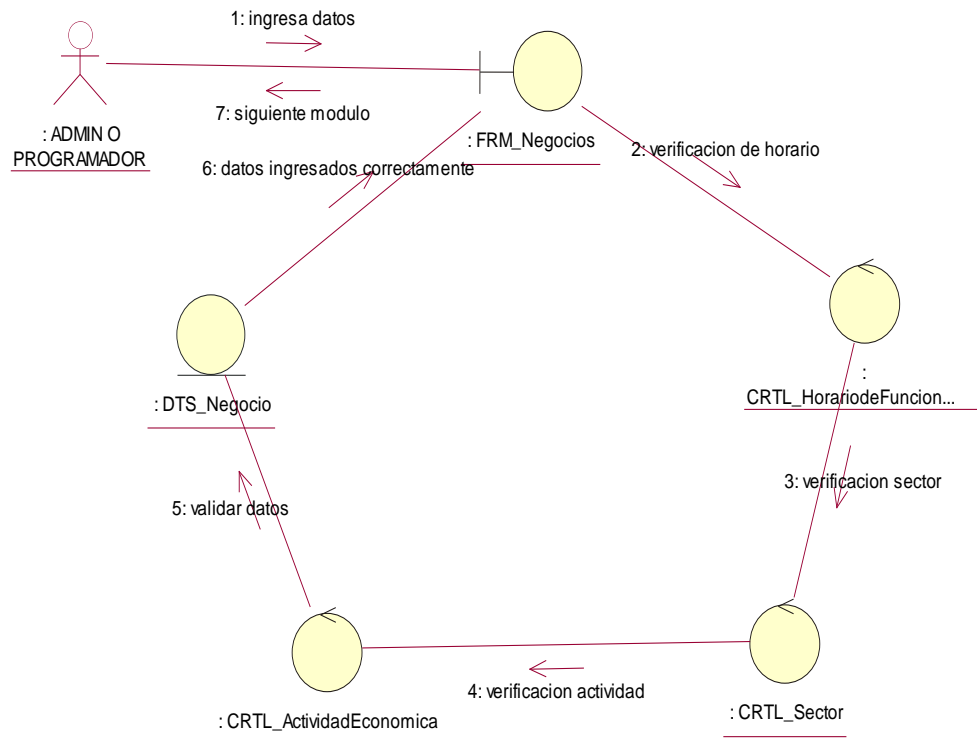 1: ingresa datos
7: siguiente modulo
: ADMIN O
PROGRAMADOR
: FRM_Negocios
2: verificacion de horario
6: datos ingresados correctamente
:
CRTL_HorariodeFuncion...
: DTS_Negocio
3: verificacion sector
5: validar datos
4: verificacion actividad
: CRTL_ActividadEconomica
: CRTL_Sector